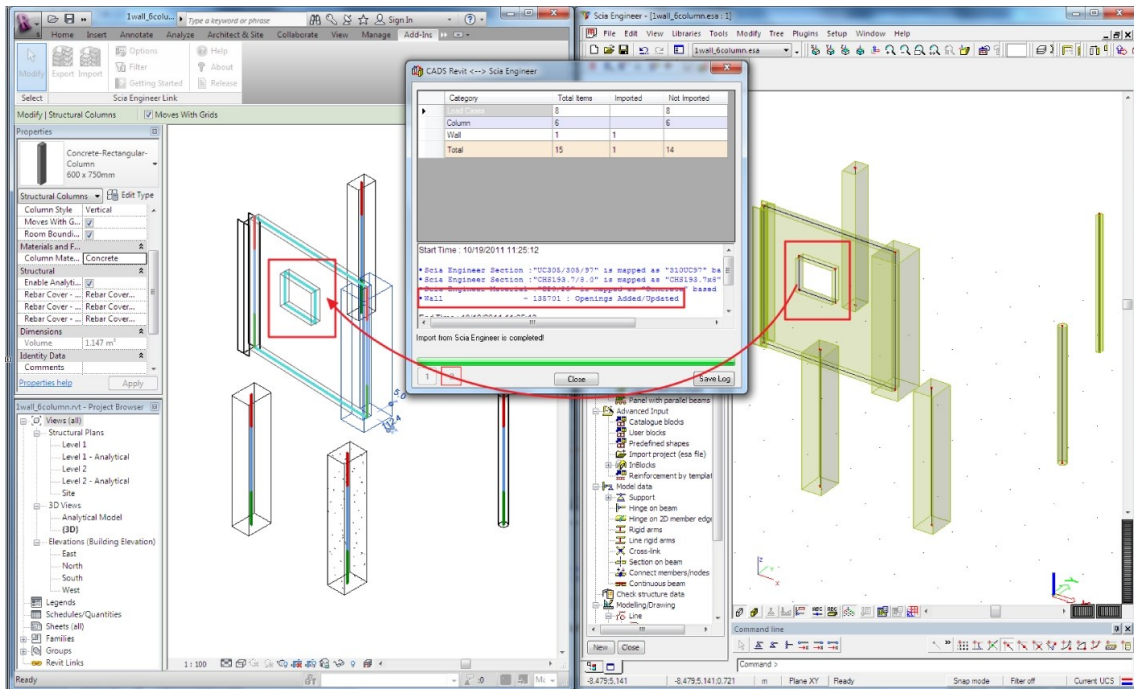 1wall_6colu...
Type a keyword or phrase
Sign In
Home Insert Annotate Analyze Architect & Site Collaborate View Manage Add-Ins
Modify
Export
Import
Options
Filter
Getting Started
Help
About
Release
Select
Scia Engineer Link
Modify | Structural Columns
Moves With Grids
Properties
Concrete-Rectangular-
Column
600 x 750mm
Structural Columns
Edit Type
Column Style Vertical
Moves With G...
Room Boundi...
Materials and F...
Column Mate... Concrete
Structural
Enable Analyti...
Rebar Cover - ... Rebar Cover...
Rebar Cover - ... Rebar Cover...
Rebar Cover - ... Rebar Cover...
Dimensions
Volume 1.147 m³
Identity Data
Comments
Properties help
Apply
1wall_6column.rvt - Project Browser
Views (all)
Structural Plans
Level 1
Level 1 - Analytical
Level 2
Level 2 - Analytical
Site
3D Views
Analytical Model
{3D}
Elevations (Building Elevation)
East
North
South
West
Legends
Schedules/Quantities
Sheets (all)
Families
Groups
Revit Links
1 : 100
Ready
:0
CADS Revit <--> Scia Engineer
Category Total Items Imported Not Imported
Load Cases 8 8
Column 6 6
Wall 1 1
Total 15 1 14
Start Time : 10/19/2011 11:25:12
Scia Engineer Section :"UC305/305/97" is mapped as "310UC97" ba
Scia Engineer Section :"CHS193.7/8.0" is mapped as "CHS193.7x8"
Wall - 138701 : Openings Added/Updated
Import from Scia Engineer is completed!
1
Close
Save Log
Scia Engineer - [1wall_6column.esa : 1]
File Edit View Libraries Tools Modify Tree Plugins Setup Window Help
1wall_6column.esa
Panel with parallel beams
Advanced Input
Catalogue blocks
User blocks
Predefined shapes
Import project (esa file)
InBlocks
Reinforcement by templat
Model data
Support
Hinge on beam
Hinge on 2D member edge
Rigid arms
Line rigid arms
Cross-link
Section on beam
Connect members/nodes
Continuous beam
Check structure data
Modelling/Drawing
Line
New
Close
Command line
Command >
-8.479;5.141
-8.479;5.141;0.721
m
Plane XY
Ready
Snap mode
Filter off
Current UCS